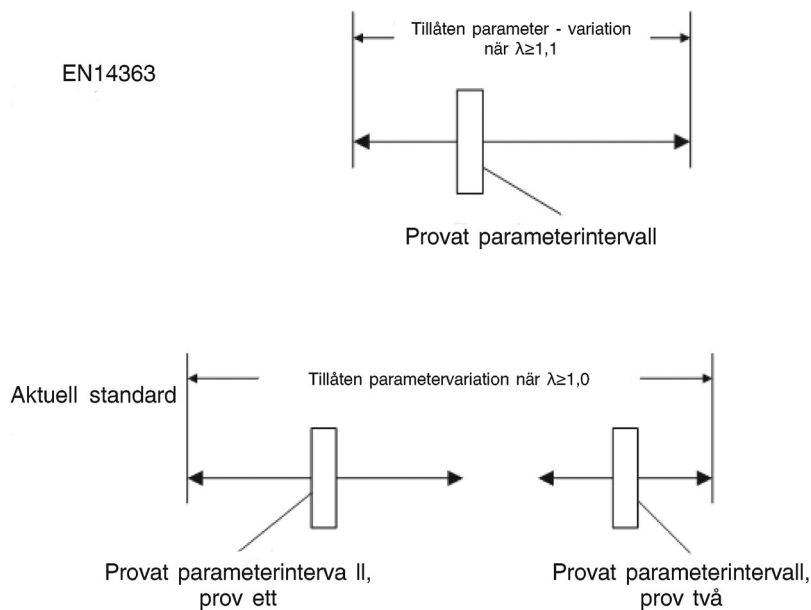 Tillåten parameter - variation
när λ≥1,1
EN14363
Provat parameterintervall
Tillåten parametervariation när λ≥1,0
Aktuell standard
Provat parameterinterva ll,
prov ett
Provat parameterintervall,
prov två